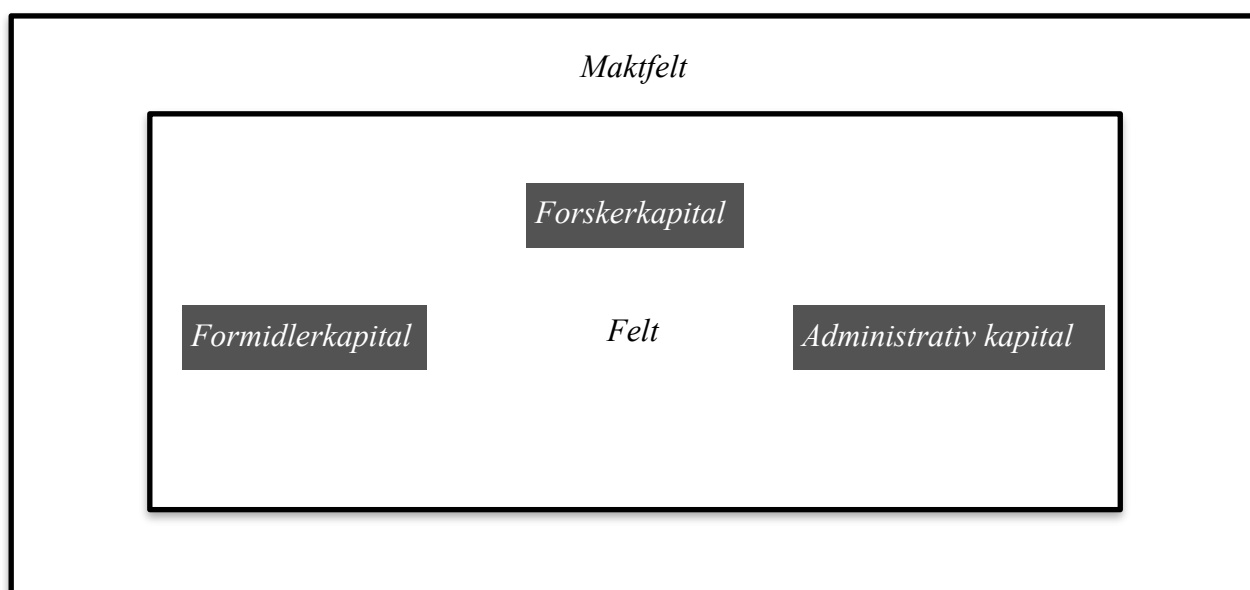 Maktfelt
Forskerkapital
Formidlerkapital
Felt
Administrativ kapital